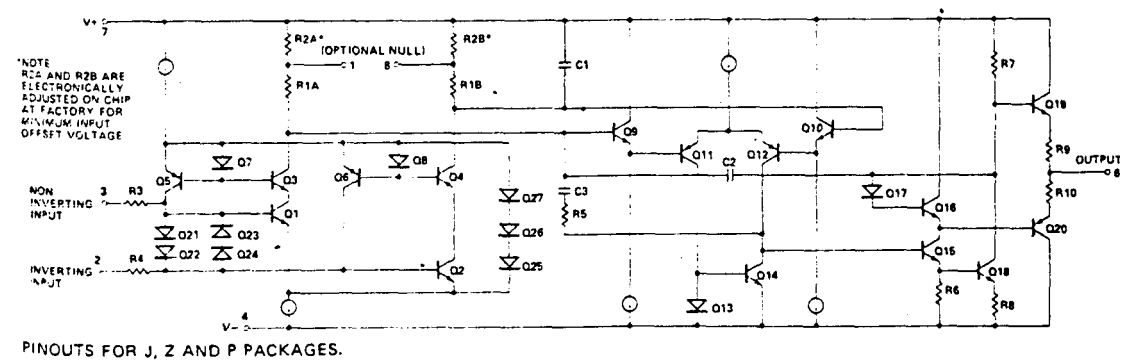 V+
7
R2A*
(OPTIONAL NULL)
1
8
R2B*
C1
R7
*NOTE
R2A AND R2B ARE
ELECTRONICALLY
ADJUSTED ON CHIP
AT FACTORY FOR
MINIMUM INPUT
OFFSET VOLTAGE
R1A
R1B
Q19
Q9
Q10
Q11
Q12
R9
OUTPUT
6
Q5
Q7
Q3
Q6
Q8
Q4
C2
R10
NON
INVERTING
INPUT
3
R3
Q1
Q27
C3
R5
Q17
Q16
Q20
Q21
Q23
Q26
Q22
Q24
Q25
Q15
INVERTING
INPUT
2
R4
Q2
Q14
Q18
Q13
R6
R8
V-
4
PINOUTS FOR J, Z AND P PACKAGES.